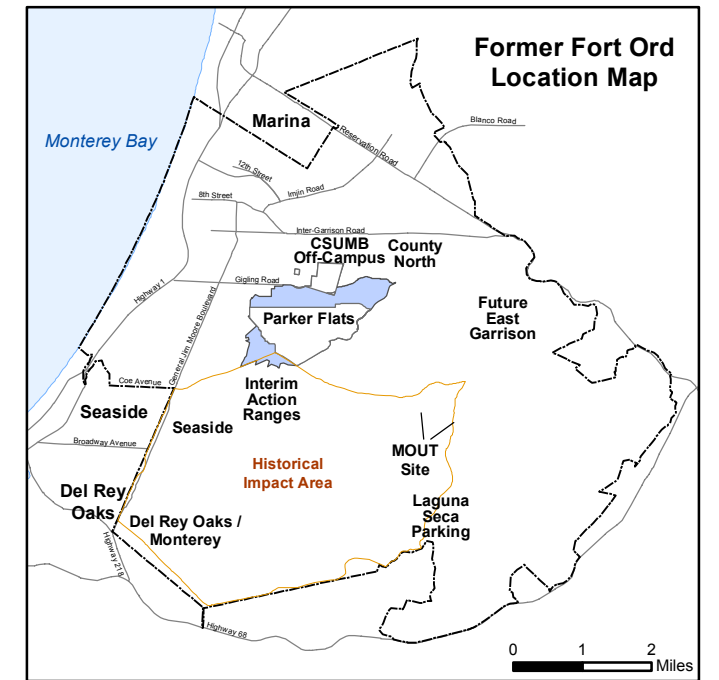 Former Fort Ord
Location Map
Monterey Bay
Marina
Blanco Road
Reservation Road
12th Street
Imjin Road
8th Street
Inter-Garrison Road
CSUMB
Off-Campus
County
North
Gigling Road
Highway 1
General Jim Moore Boulevard
Parker Flats
Future
East
Garrison
Coe Avenue
Interim
Action
Ranges
Seaside
Seaside
Broadway Avenue
MOUT
Site
Historical
Impact Area
Del Rey
Oaks
Laguna
Seca
Parking
Del Rey Oaks /
Monterey
Highway 218
Highway 68
0 1 2
Miles